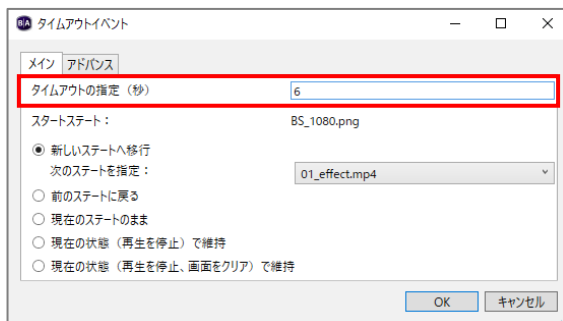 BA タイムアウトイベント
メイン アドバンス
タイムアウトの指定（秒） 6
スタートステート： BS_1080.png
新しいステートへ移行
次のステートを指定： 01_effect.mp4
前のステートに戻る
現在のステートのまま
現在の状態（再生を停止）で維持
現在の状態（再生を停止、画面をクリア）で維持
OK キャンセル